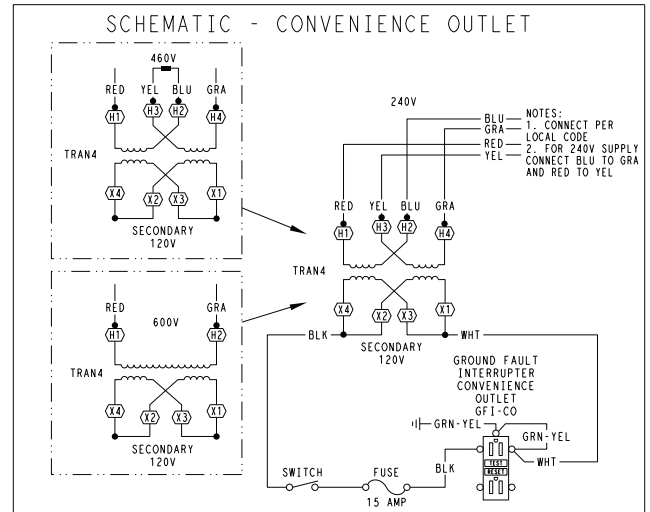 SCHEMATIC - CONVENIENCE OUTLET
460V
RED YEL BLU GRA
H1 H3 H2 H4
TRAN4
X4 X2 X3 X1
SECONDARY
120V
RED GRA
600V
H1 H2
TRAN4
X4 X2 X3 X1
SECONDARY
120V
240V
BLU
GRA
RED
YEL
NOTES:
1. CONNECT PER
LOCAL CODE
2. FOR 240V SUPPLY
CONNECT BLU TO GRA
AND RED TO YEL
RED YEL BLU GRA
H1 H3 H2 H4
TRAN4
X4 X2 X3 X1
BLK WHT
SECONDARY
120V
GROUND FAULT
INTERRUPTER
CONVENIENCE
OUTLET
GFI-CO
GRN-YEL
GRN-YEL
WHT
BLK
TEST
RESET
SWITCH
FUSE
15 AMP